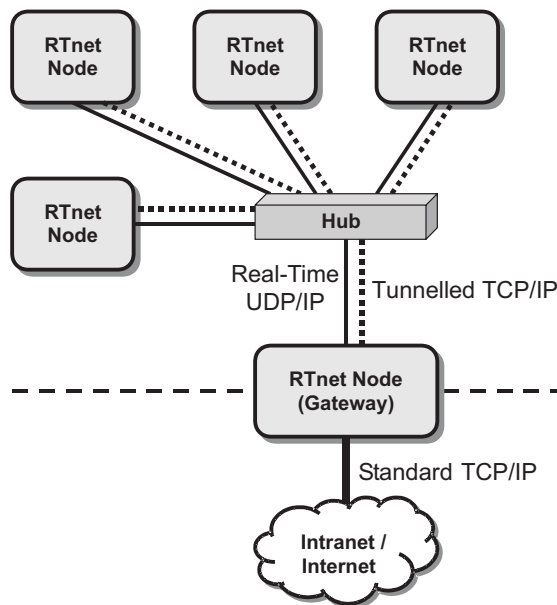 RTnet
Node
RTnet
Node
RTnet
Node
RTnet
Node
Hub
Real-Time
UDP/IP
Tunnelled TCP/IP
RTnet Node
(Gateway)
Standard TCP/IP
Intranet /
Internet